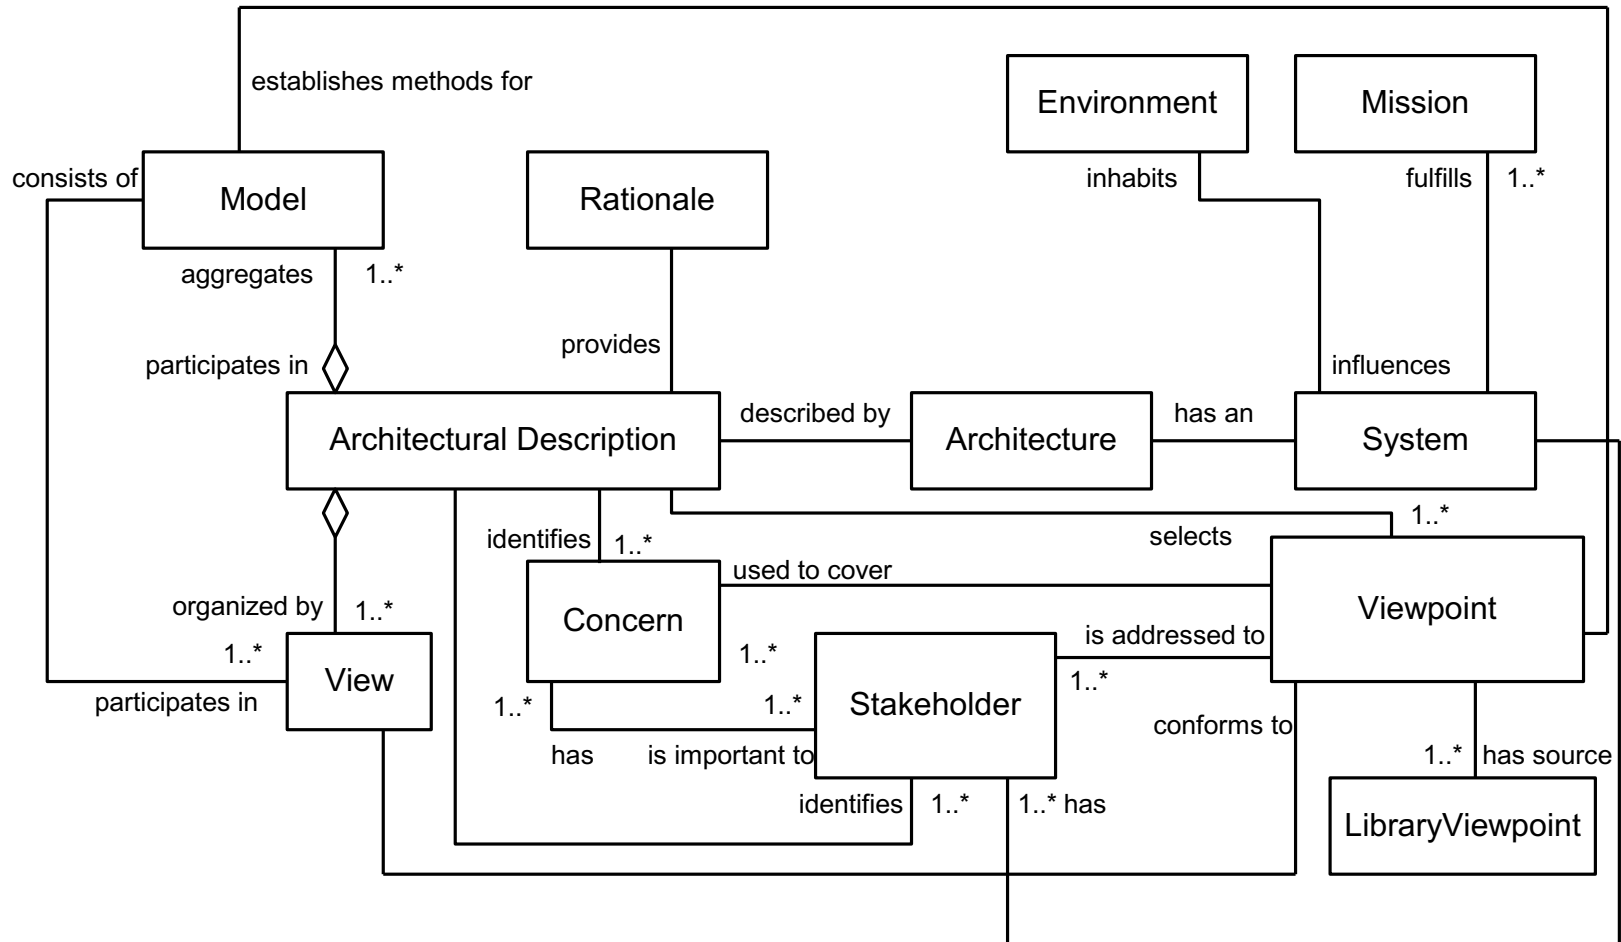 establishes methods for
Environment
Mission
consists of
inhabits
fulfills
1..*
Model
Rationale
aggregates
1..*
provides
participates in
influences
described by
has an
Architectural Description
Architecture
System
identifies
1..*
selects
1..*
used to cover
organized by
1..*
Concern
Viewpoint
1..*
is addressed to
View
1..*
1..*
participates in
1..*
1..*
Stakeholder
conforms to
has
is important to
1..*
has source
identifies
1..*
1..* has
LibraryViewpoint